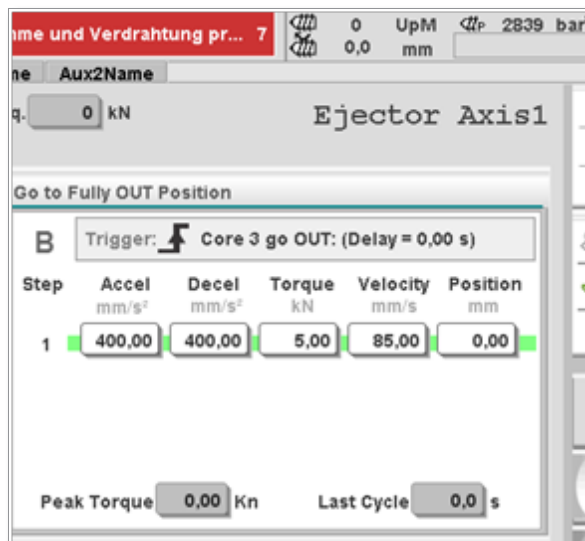 me und Verdrahtung pr... 7
0 UpM P 2839 bar
0,0 mm
me Aux2Name
q. 0 kN
Ejector Axis1
Go to Fully OUT Position
B Trigger: Core 3 go OUT: (Delay = 0,00 s)
Step Accel Decel Torque Velocity Position
mm/s² mm/s² kN mm/s mm
1 400,00 400,00 5,00 85,00 0,00
Peak Torque 0,00 Kn Last Cycle 0,0 s